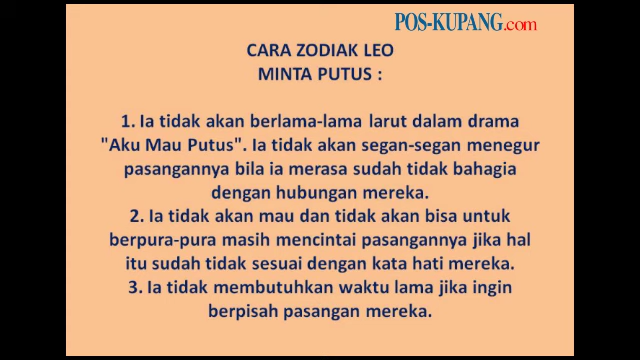 POS-KUPANG.com
CARA ZODIAK LEO
MINTA PUTUS :
1. Ia tidak akan berlama-lama larut dalam drama
"Aku Mau Putus". Ia tidak akan segan-segan menegur
pasangannya bila ia merasa sudah tidak bahagia
dengan hubungan mereka.
2. Ia tidak akan mau dan tidak akan bisa untuk
berpura-pura masih mencintai pasangannya jika hal
itu sudah tidak sesuai dengan kata hati mereka.
3. Ia tidak membutuhkan waktu lama jika ingin
berpisah pasangan mereka.